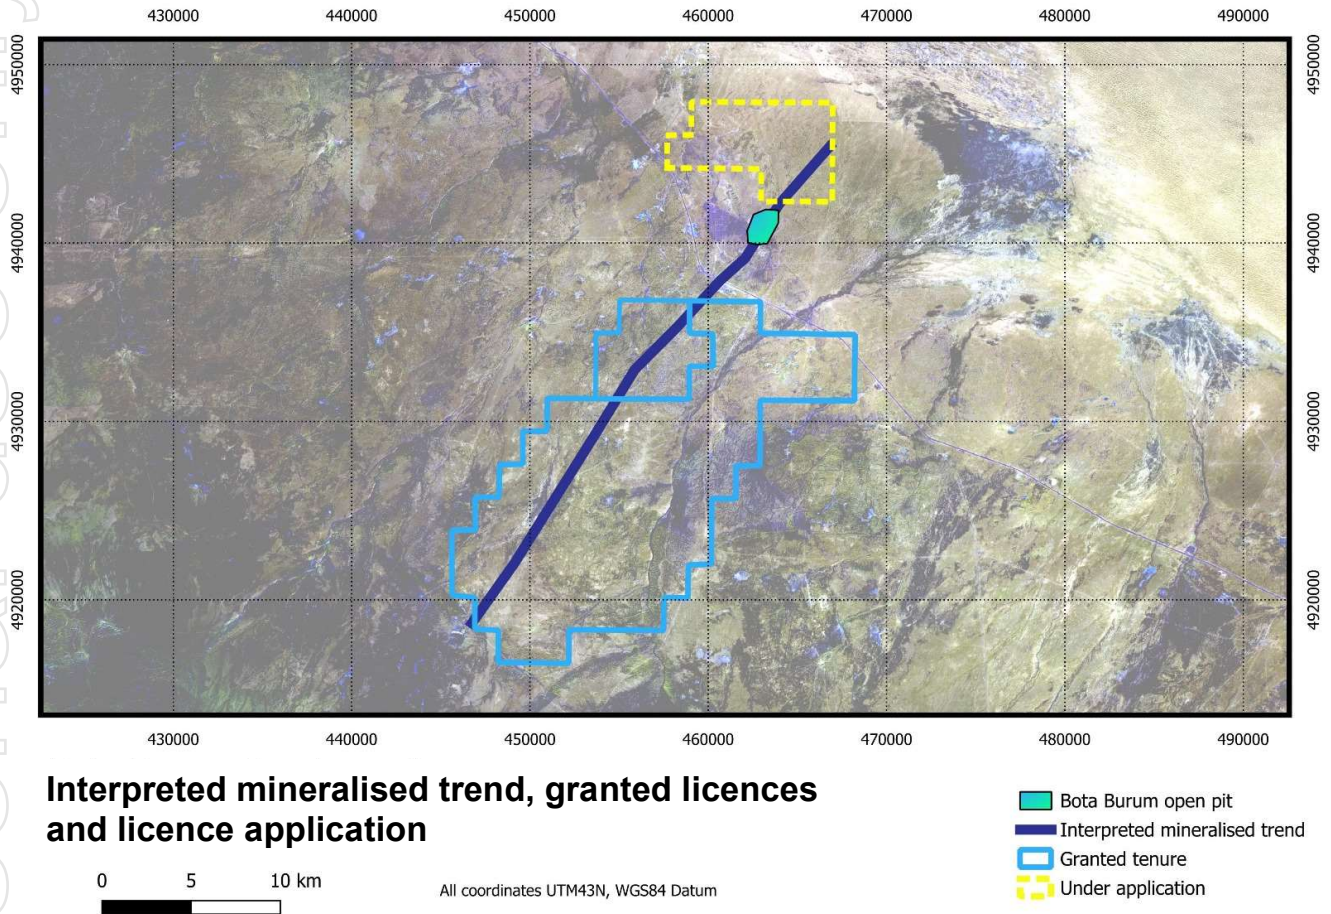 430000 440000 450000 460000 470000 480000 490000
4950000 4950000
4940000 4940000
4930000 4930000
4920000 4920000
430000 440000 450000 460000 470000 480000 490000
Interpreted mineralised trend, granted licences
and licence application
0 5 10 km
All coordinates UTM43N, WGS84 Datum
Bota Burum open pit
Interpreted mineralised trend
Granted tenure
Under application